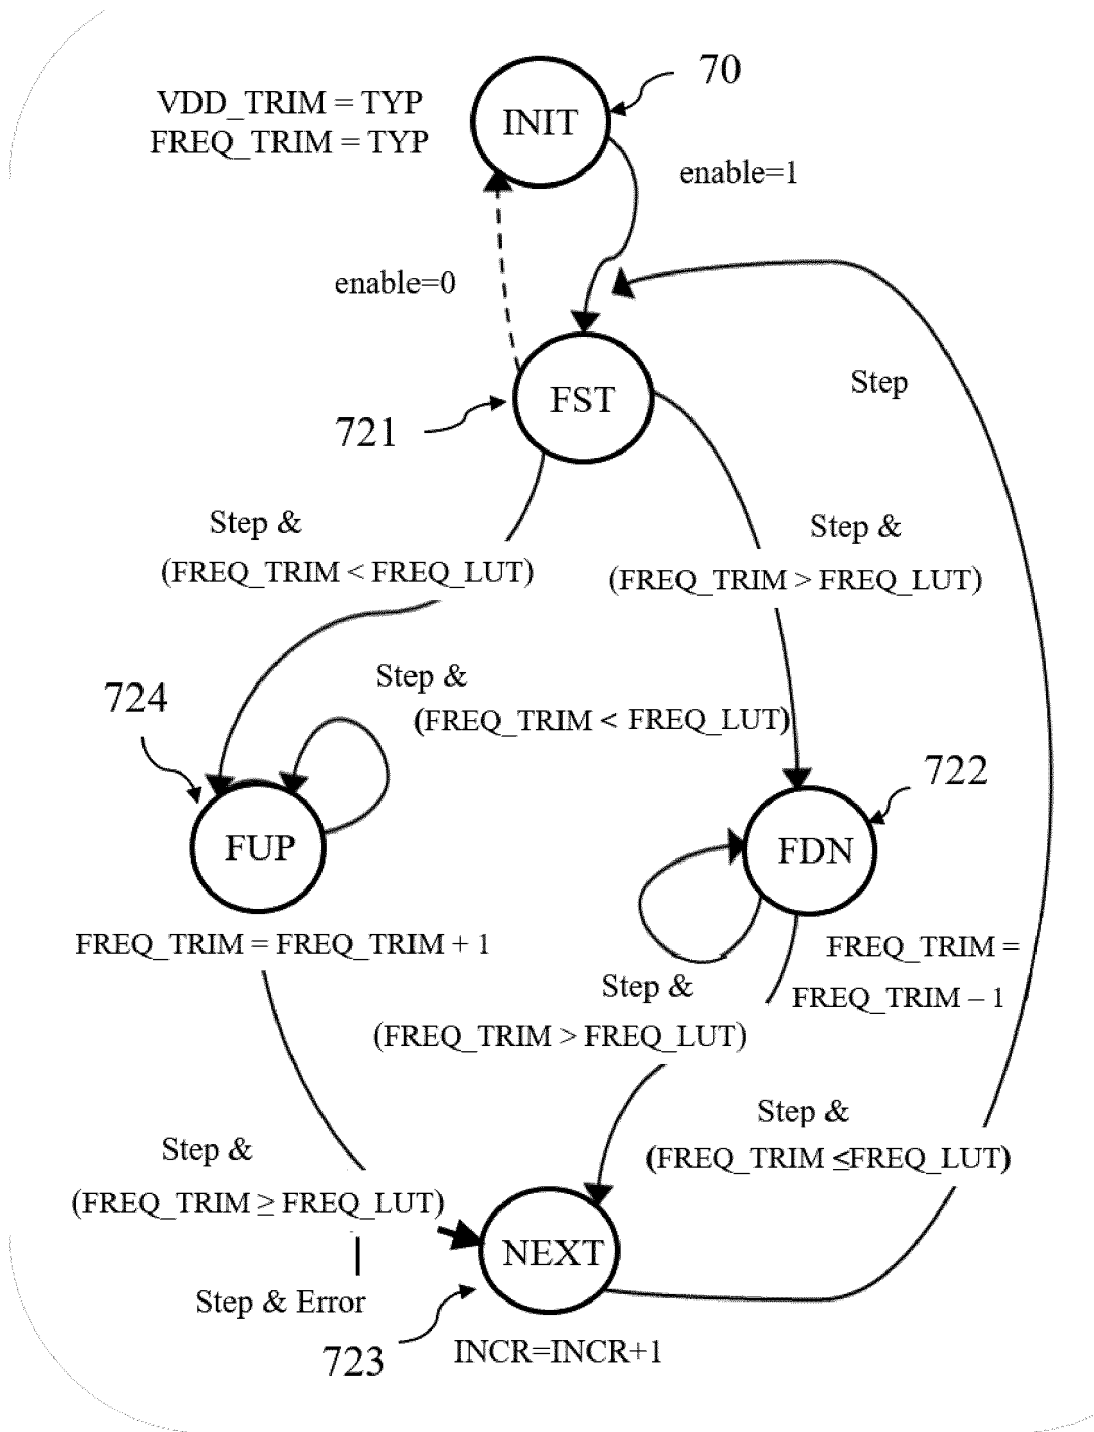 70
VDD_TRIM = TYP
FREQ_TRIM = TYP
INIT
enable=1
enable=0
Step
FST
721
Step &
(FREQ_TRIM < FREQ_LUT)
Step &
(FREQ_TRIM > FREQ_LUT)
Step &
(FREQ_TRIM < FREQ_LUT)
724
722
FUP
FDN
FREQ_TRIM = FREQ_TRIM + 1
FREQ_TRIM =
FREQ_TRIM – 1
Step &
(FREQ_TRIM > FREQ_LUT)
Step &
(FREQ_TRIM ≤FREQ_LUT)
Step &
(FREQ_TRIM ≥ FREQ_LUT)
NEXT
Step & Error
723
INCR=INCR+1